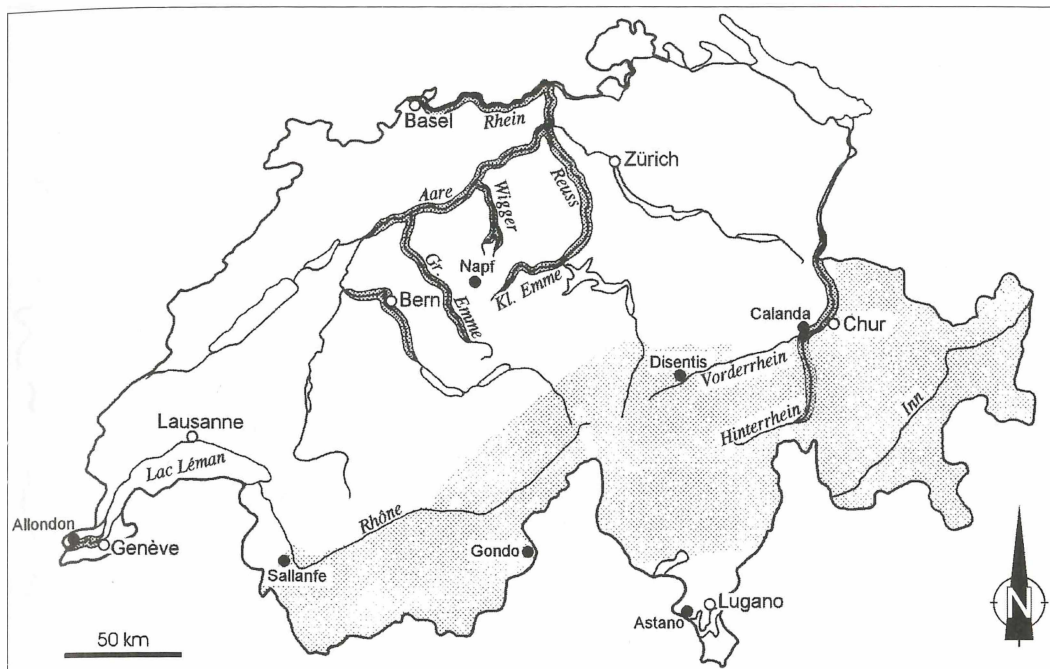 Basel
Rhein
Zürich
Aare
Wigger
Reuss
Napf
Gr. Emme
Kl. Emme
Bern
Calanda
Chur
Disentis
Vorderrhein
Hinterrhein
Inn
Lausanne
Lac Léman
Rhône
Allondon
Genève
Gondo
Sallanfe
Lugano
Astano
50 km
N